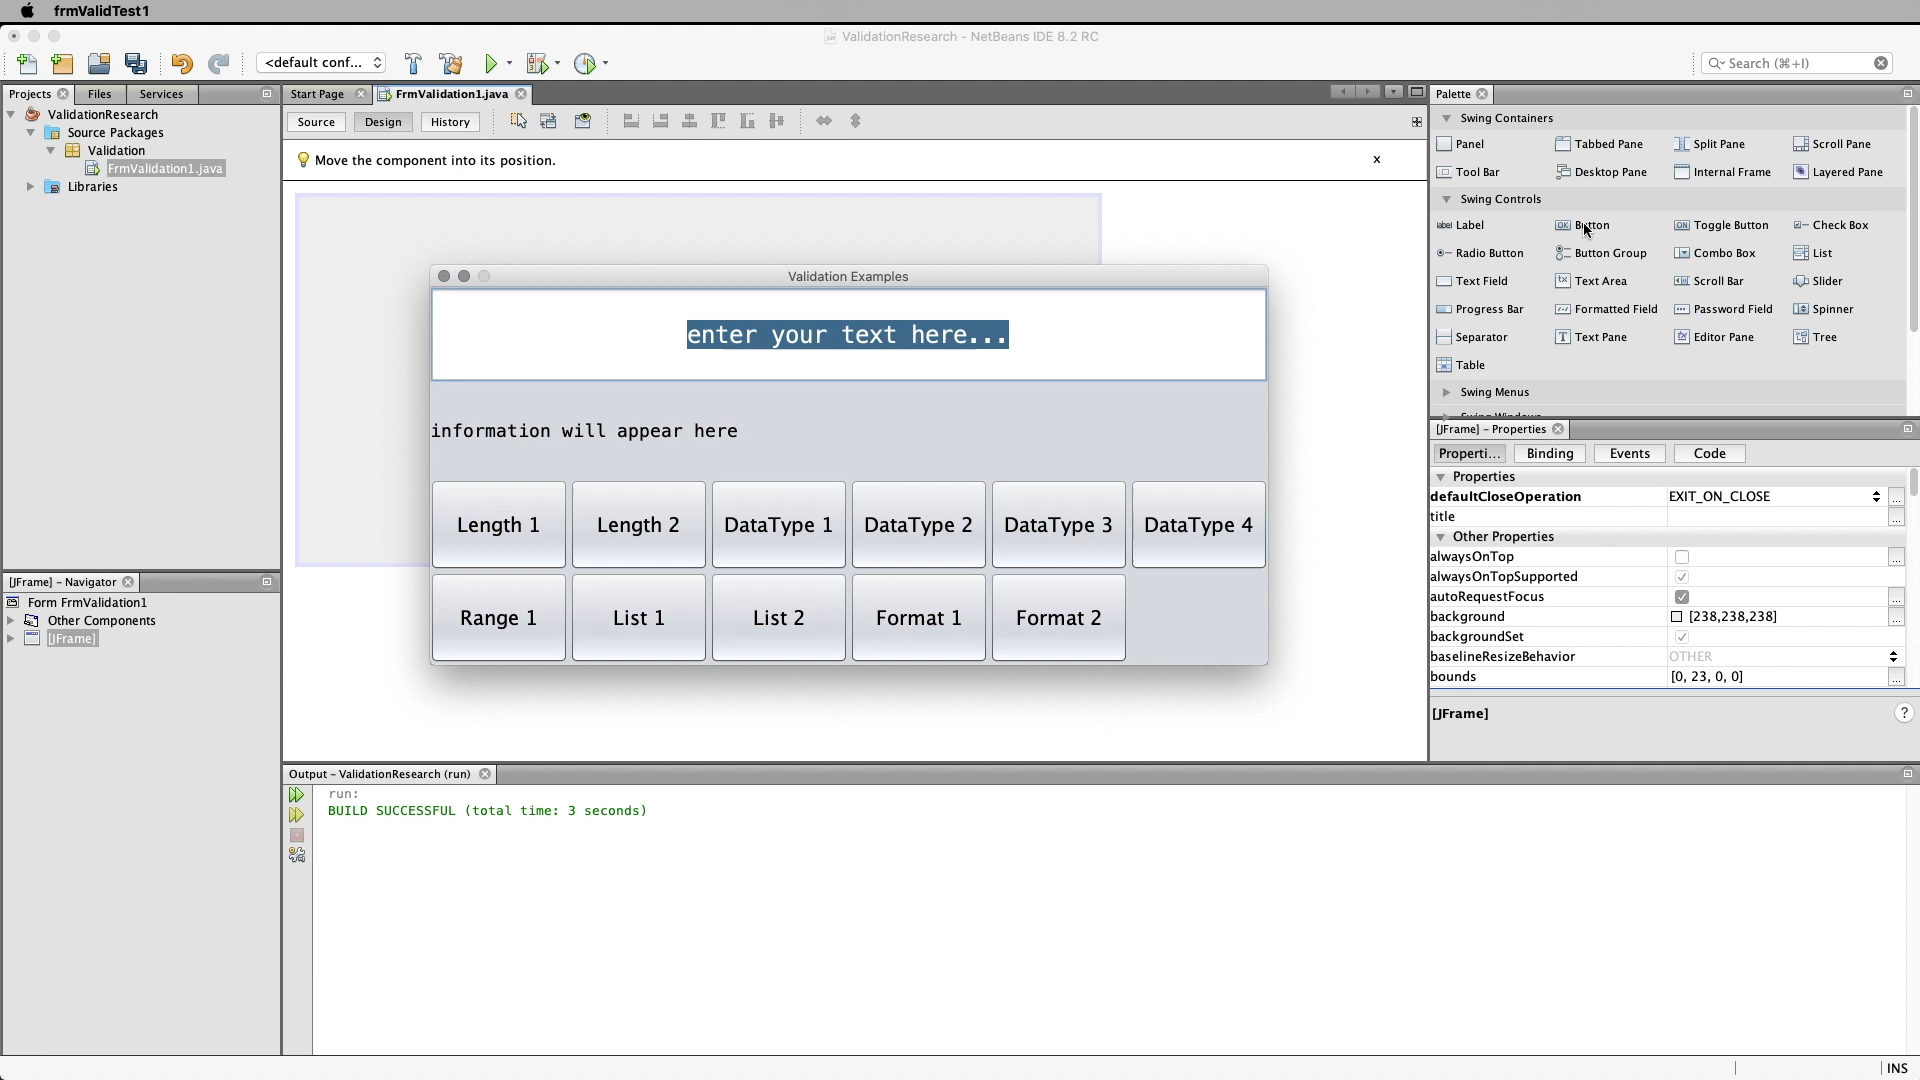 frmValidTest1
ValidationResearch - NetBeans IDE 8.2 RC
<default conf...
Search (⌘+I)
Projects
Files
Services
ValidationResearch
Source Packages
Validation
FrmValidation1.java
Libraries
Start Page
FrmValidation1.java
Source
Design
History
Move the component into its position.
x
Validation Examples
enter your text here...
information will appear here
Length 1 Length 2 DataType 1 DataType 2 DataType 3 DataType 4
Range 1 List 1 List 2 Format 1 Format 2
Palette
Swing Containers
Panel Tabbed Pane Split Pane Scroll Pane
Tool Bar Desktop Pane Internal Frame Layered Pane
Swing Controls
Label Button Toggle Button Check Box
Radio Button Button Group Combo Box List
Text Field Text Area Scroll Bar Slider
Progress Bar Formatted Field Password Field Spinner
Separator Text Pane Editor Pane Tree
Table
Swing Menus
[JFrame] - Properties
Properti... Binding Events Code
Properties
defaultCloseOperation EXIT_ON_CLOSE
title
Other Properties
alwaysOnTop
alwaysOnTopSupported
autoRequestFocus
background [238,238,238]
backgroundSet
baselineResizeBehavior OTHER
bounds [0, 23, 0, 0]
[JFrame]
?
[JFrame] - Navigator
Form FrmValidation1
Other Components
[JFrame]
Output - ValidationResearch (run)
run:
BUILD SUCCESSFUL (total time: 3 seconds)
INS